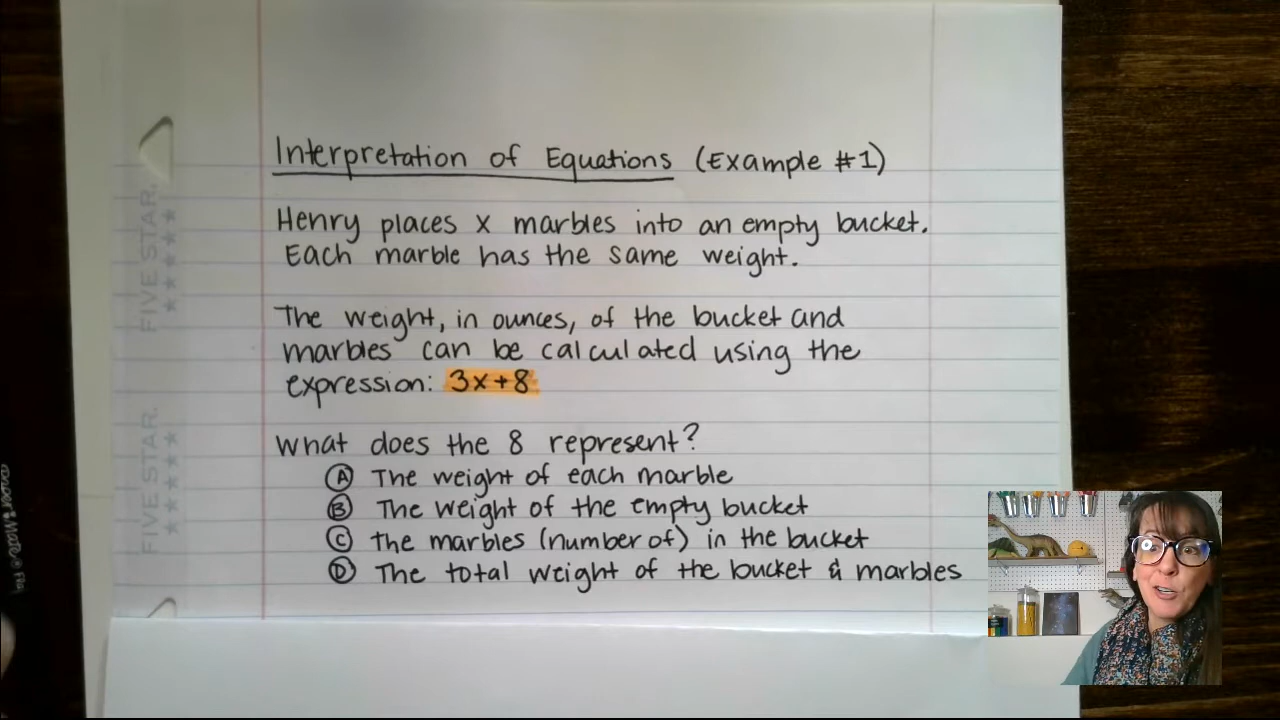 Interpretation of Equations (Example #1)
Henry places x marbles into an empty bucket.
Each marble has the same weight.
The weight, in ounces, of the bucket and
marbles can be calculated using the
expression: 3x+8
What does the 8 represent?
A The weight of each marble
B The weight of the empty bucket
C The marbles (number of) in the bucket
D The total weight of the bucket & marbles
FIVE STAR.
FIVE STAR.